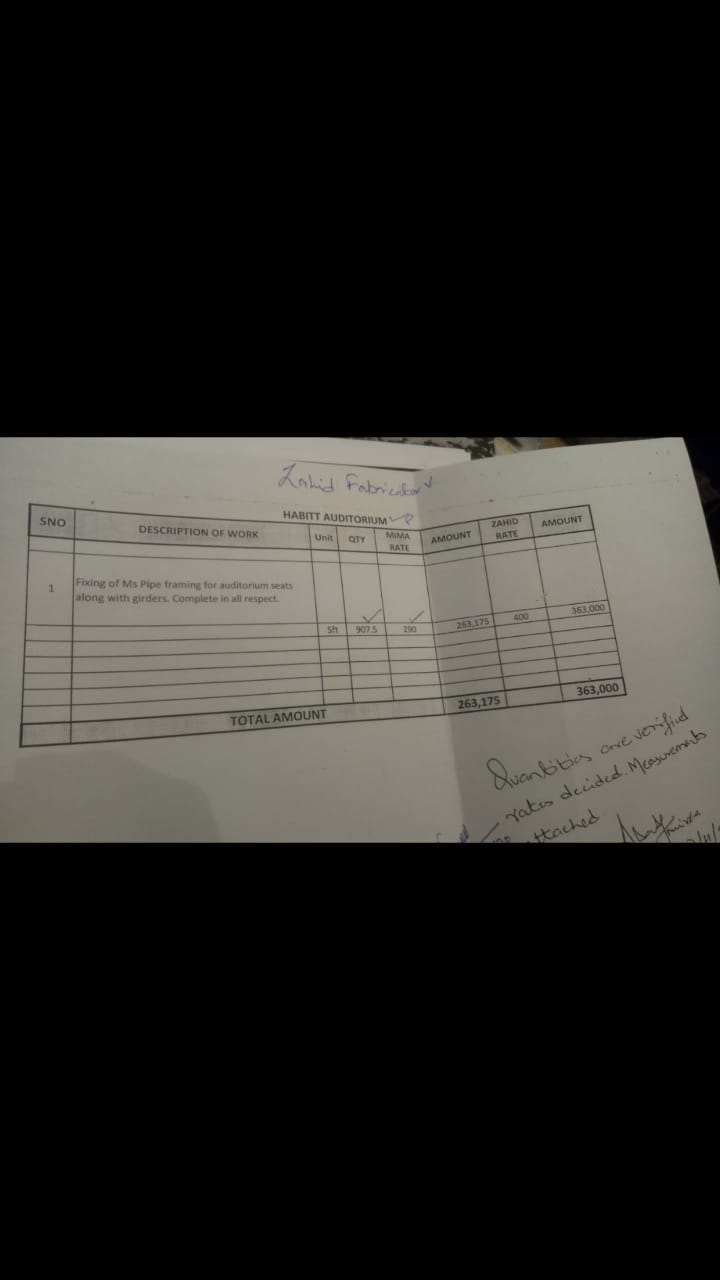 Zahid Fabricator
HABITT AUDITORIUM
SNO DESCRIPTION OF WORK Unit QTY MIMA RATE AMOUNT ZAHID RATE AMOUNT
1 Fixing of Ms Pipe framing for auditorium seats
along with girders. Complete in all respect.
Sft 907.5 290 263,175 400 363,000
TOTAL AMOUNT 263,175 363,000
Quantities are verified
rates decided. Measurements
attached